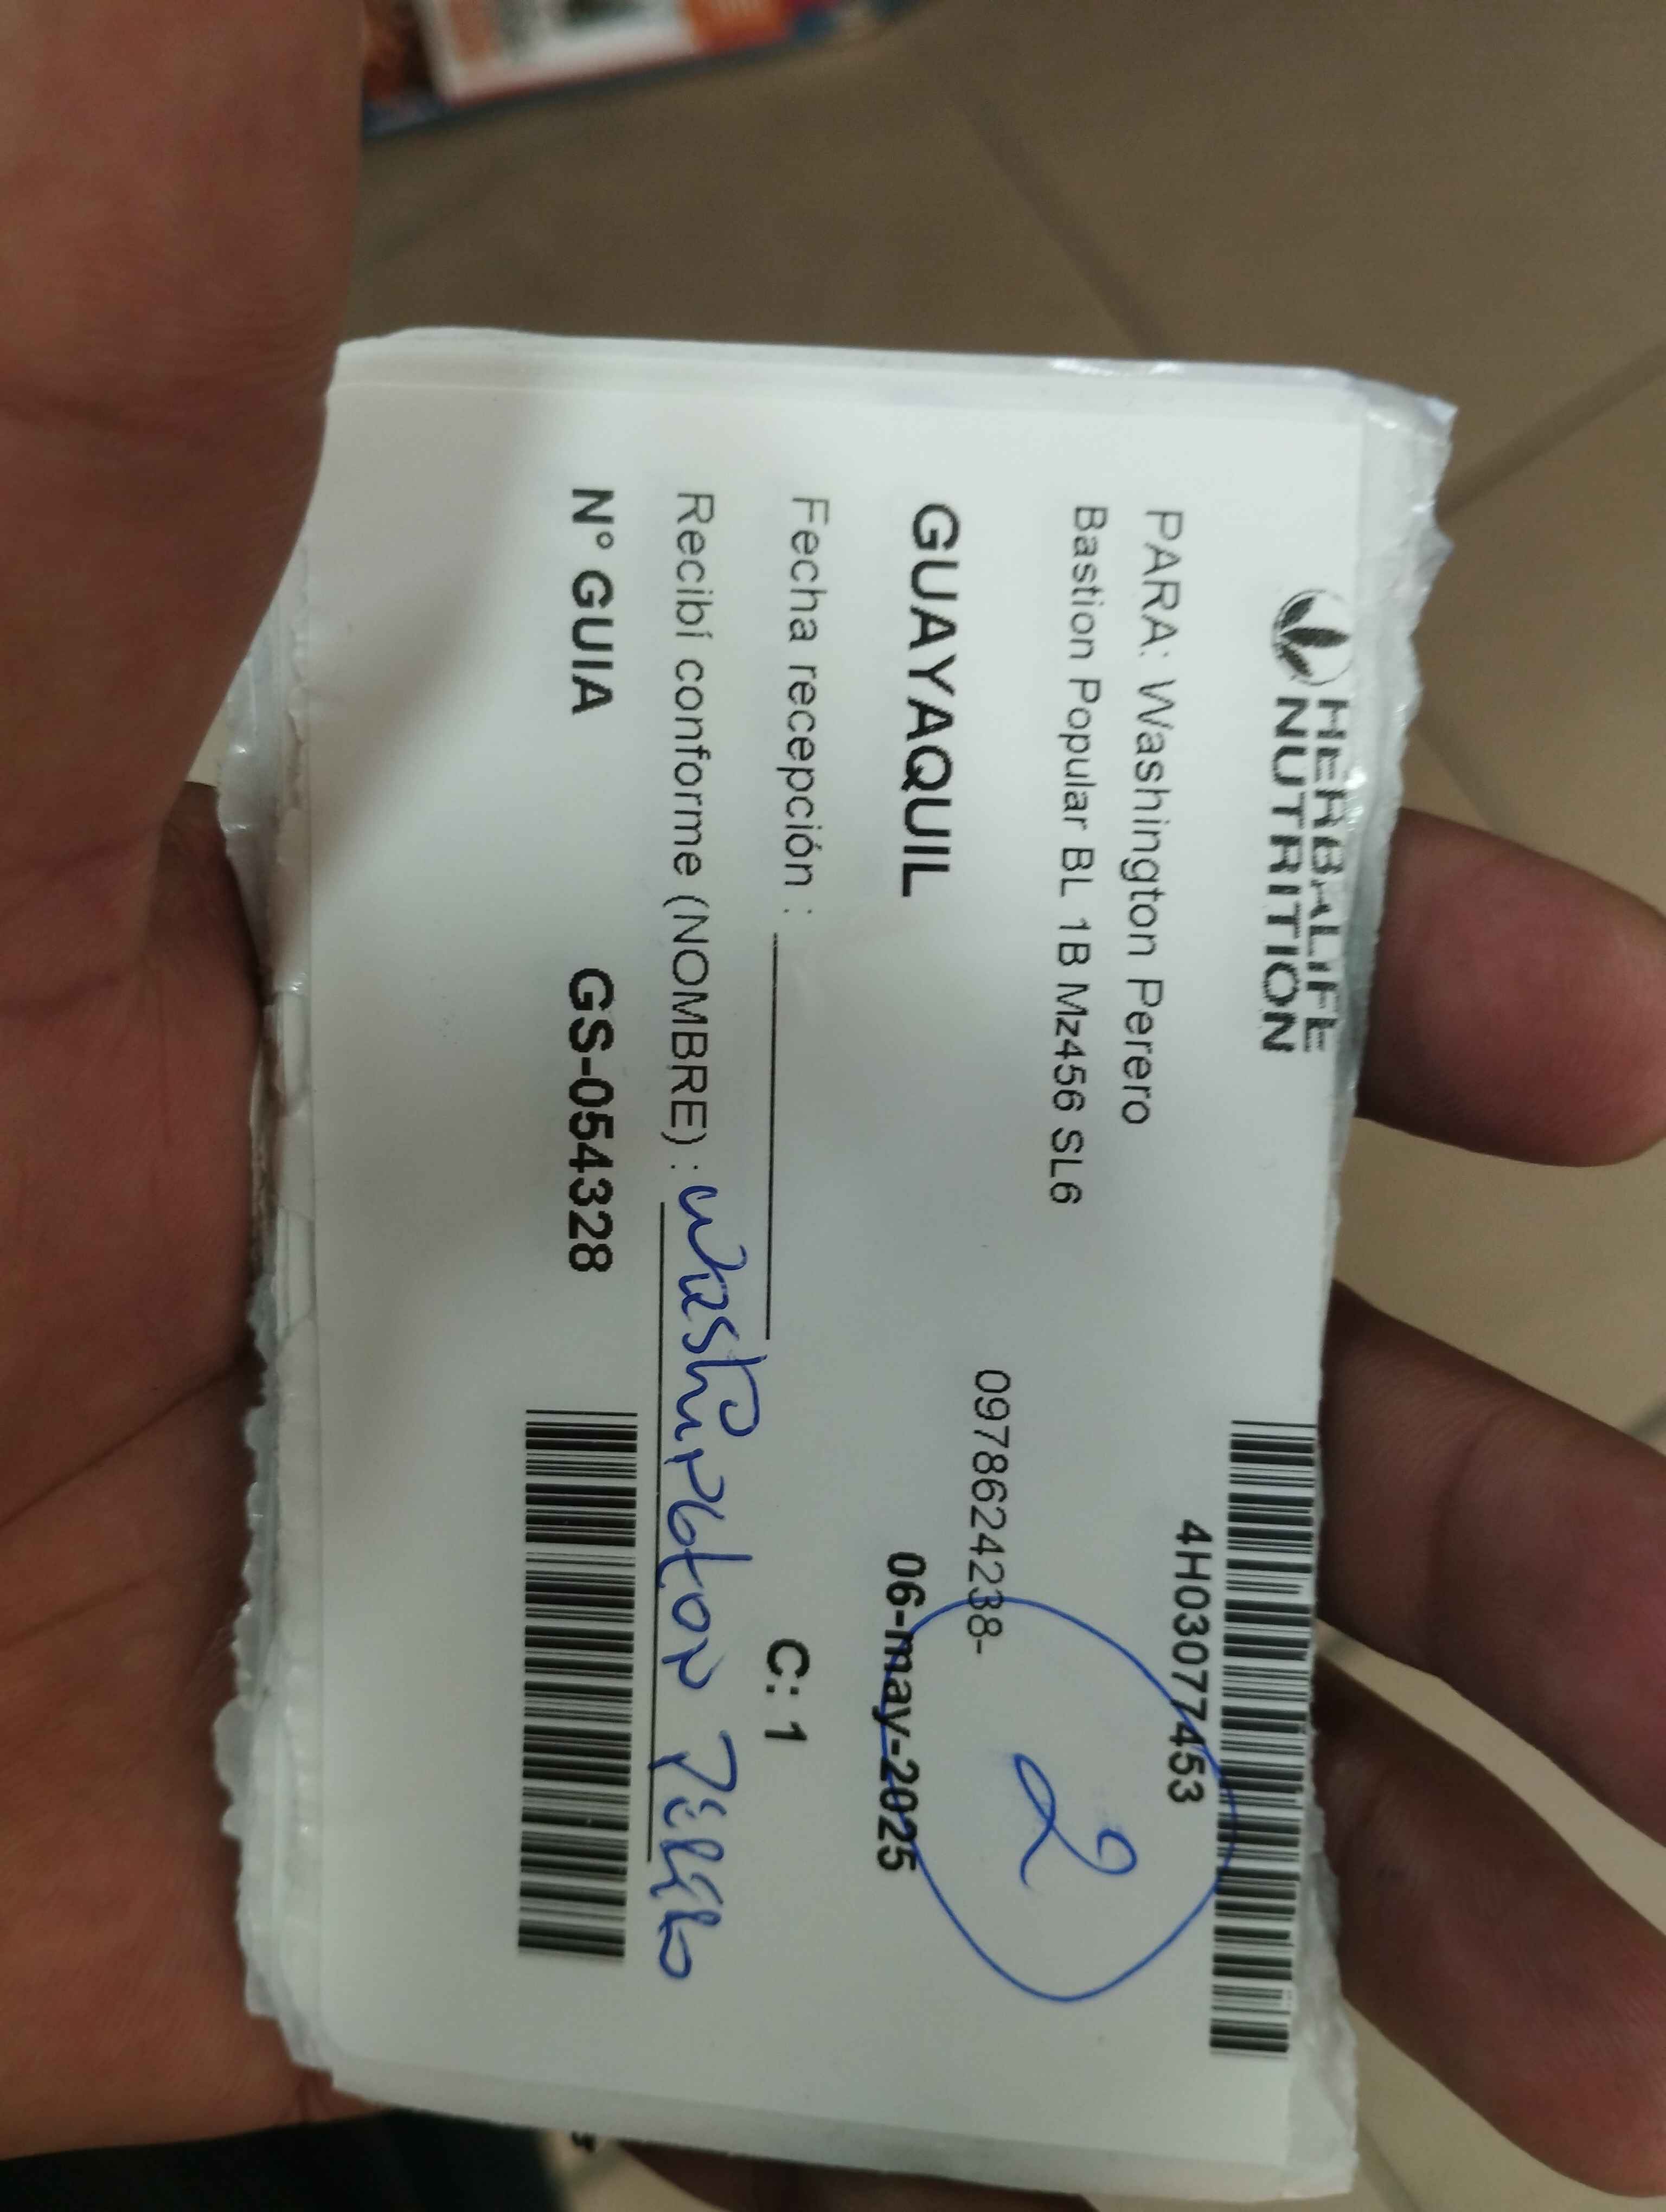 HERBALIFE
NUTRITION
4H03077453
PARA: Washington Perero
Bastion Popular BL 1B Mz456 SL6
2
0978624238-
GUAYAQUIL
06-may-2025
Fecha recepción :
C: 1
Recibí conforme (NOMBRE) : Washington
N° GUIA GS-054328